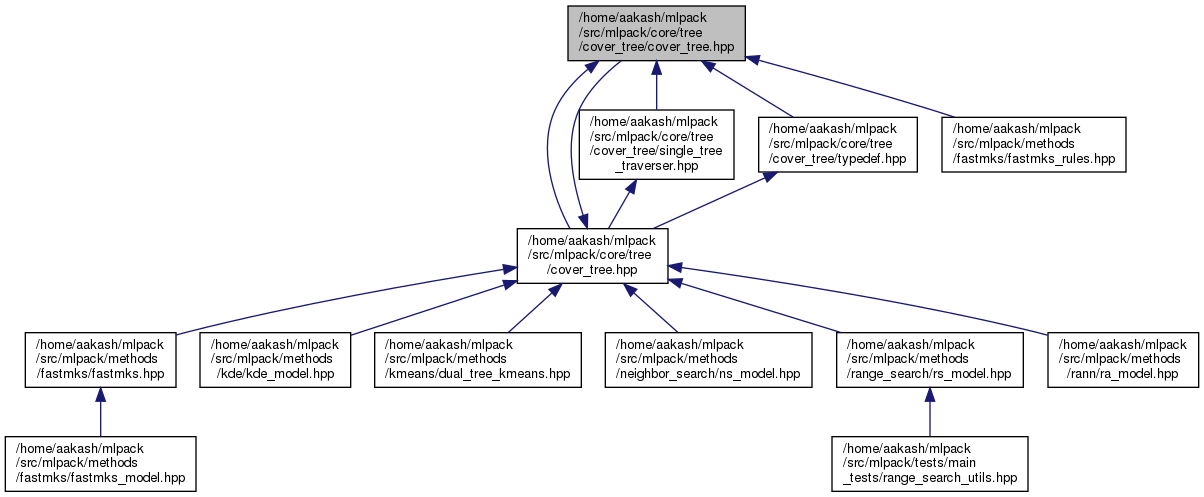 /home/aakash/mlpack
/src/mlpack/core/tree
/cover_tree/cover_tree.hpp
/home/aakash/mlpack
/src/mlpack/core/tree
/cover_tree/single_tree
_traverser.hpp
/home/aakash/mlpack
/src/mlpack/core/tree
/cover_tree/typedef.hpp
/home/aakash/mlpack
/src/mlpack/methods
/fastmks/fastmks_rules.hpp
/home/aakash/mlpack
/src/mlpack/core/tree
/cover_tree.hpp
/home/aakash/mlpack
/src/mlpack/methods
/fastmks/fastmks.hpp
/home/aakash/mlpack
/src/mlpack/methods
/kde/kde_model.hpp
/home/aakash/mlpack
/src/mlpack/methods
/kmeans/dual_tree_kmeans.hpp
/home/aakash/mlpack
/src/mlpack/methods
/neighbor_search/ns_model.hpp
/home/aakash/mlpack
/src/mlpack/methods
/range_search/rs_model.hpp
/home/aakash/mlpack
/src/mlpack/methods
/rann/ra_model.hpp
/home/aakash/mlpack
/src/mlpack/methods
/fastmks/fastmks_model.hpp
/home/aakash/mlpack
/src/mlpack/tests/main
_tests/range_search_utils.hpp